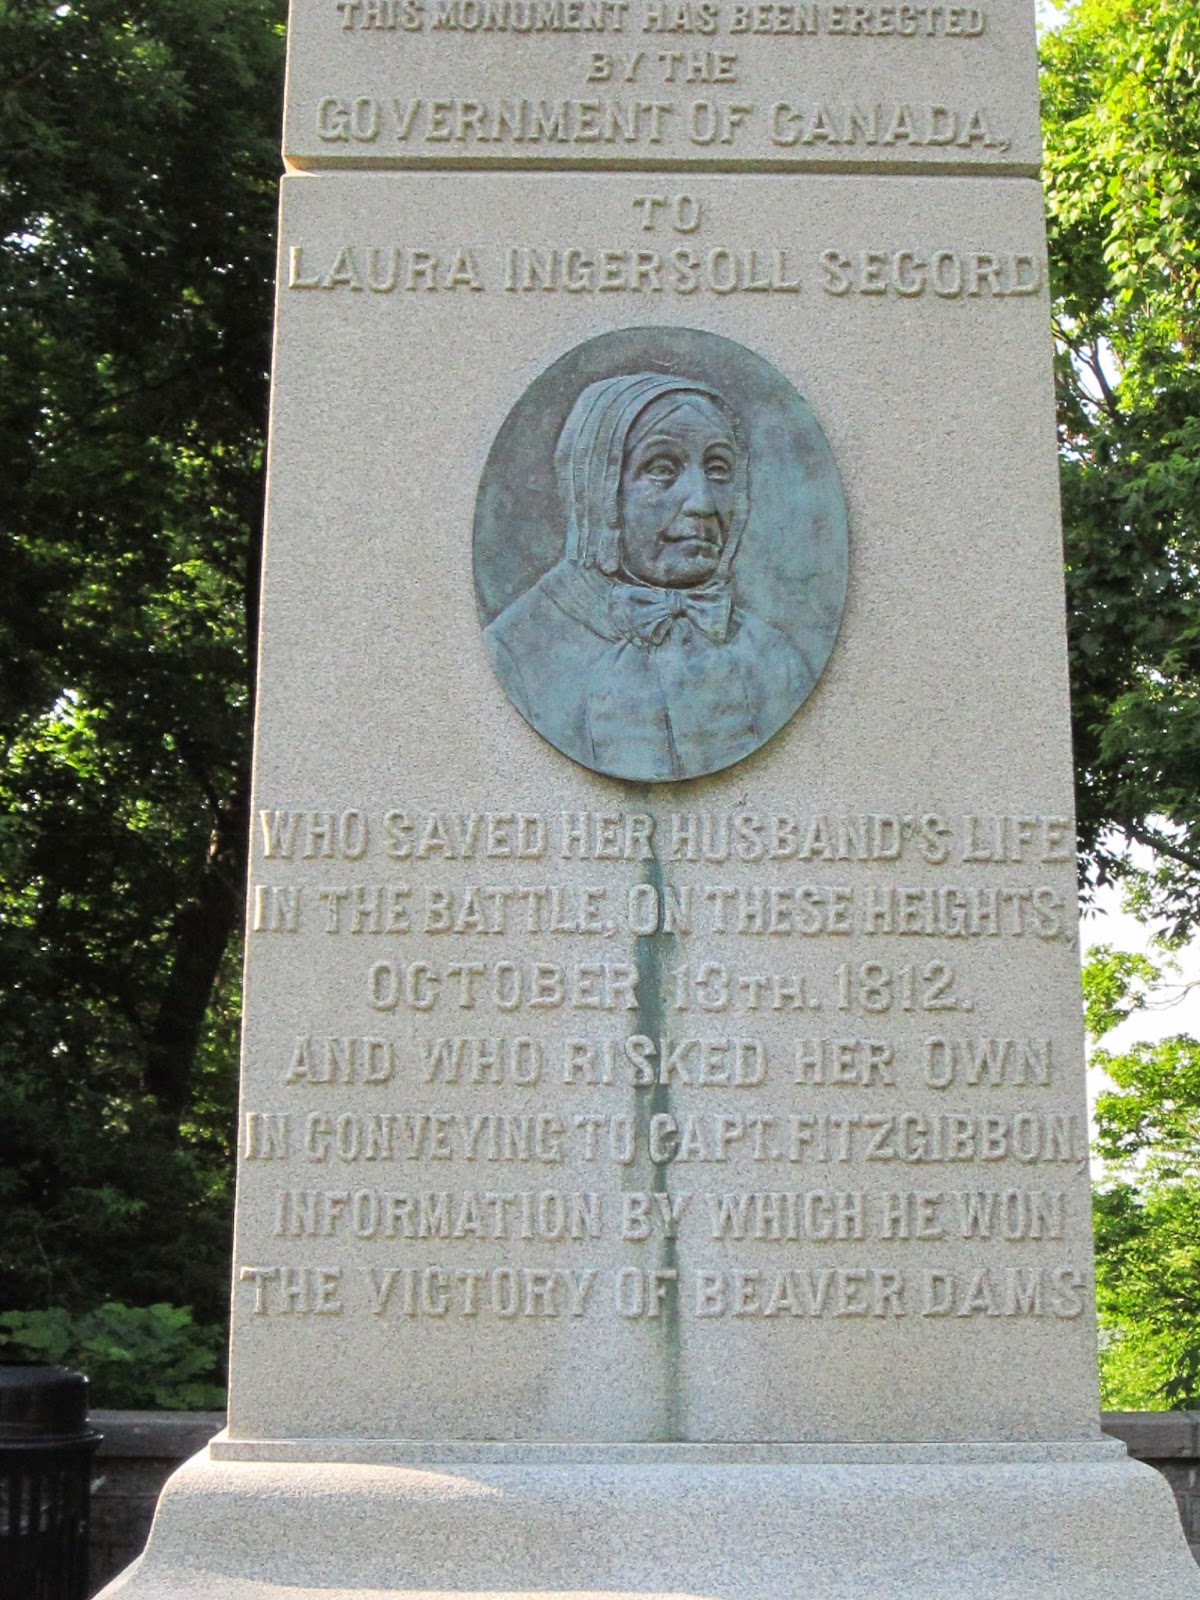 THIS MONUMENT HAS BEEN ERECTED
BY THE
GOVERNMENT OF CANADA,
TO
LAURA INGERSOLL SECORD
WHO SAVED HER HUSBAND'S LIFE
IN THE BATTLE, ON THESE HEIGHTS,
OCTOBER 13TH. 1812.
AND WHO RISKED HER OWN
IN CONVEYING TO CAPT. FITZGIBBON,
INFORMATION BY WHICH HE WON
THE VICTORY OF BEAVER DAMS